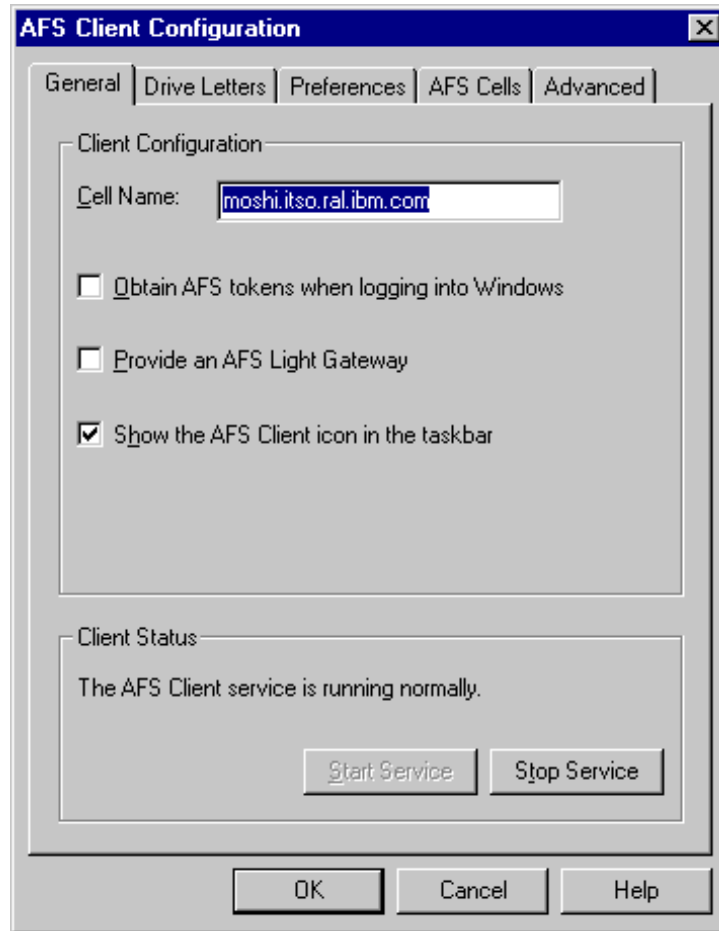 AFS Client Configuration
General Drive Letters Preferences AFS Cells Advanced
Client Configuration
Cell Name: moshi.itso.ral.ibm.com
Obtain AFS tokens when logging into Windows
Provide an AFS Light Gateway
Show the AFS Client icon in the taskbar
Client Status
The AFS Client service is running normally.
Start Service Stop Service
OK Cancel Help